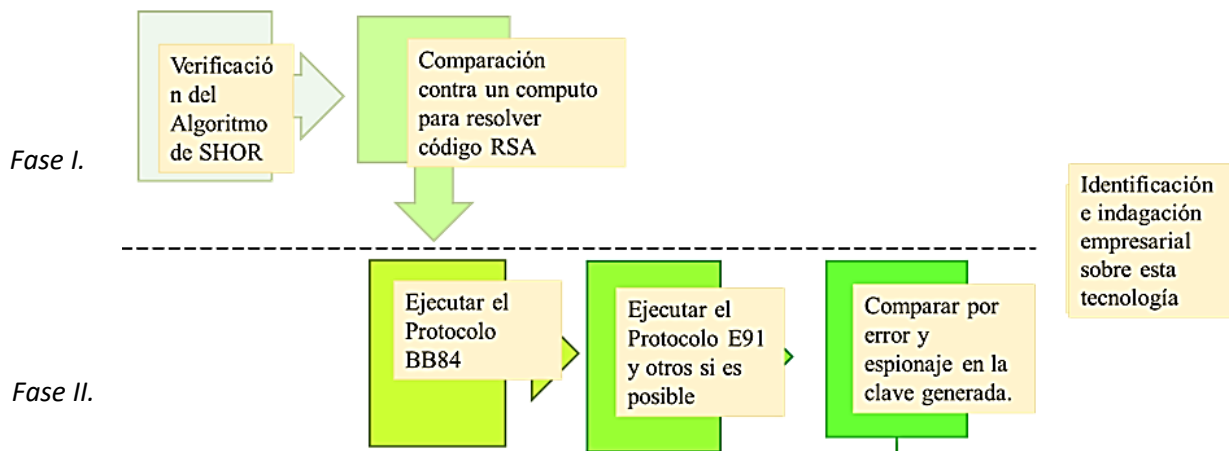 Fase I.
Verificació
n del
Algoritmo
de SHOR
Comparación
contra un computo
para resolver
código RSA
Identificación
e indagación
empresarial
sobre esta
tecnología
Fase II.
Ejecutar el
Protocolo
BB84
Ejecutar el
Protocolo E91
y otros si es
posible
Comparar por
error y
espionaje en la
clave generada.